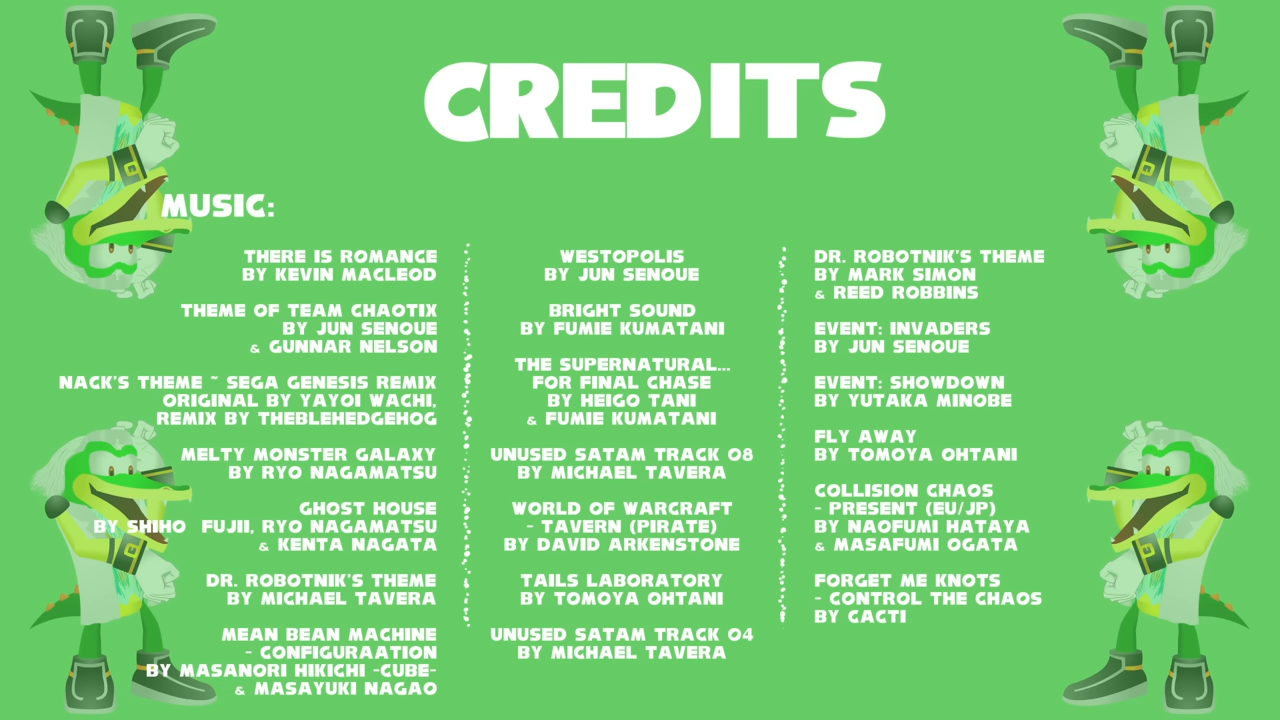 CREDITS
MUSIC:
THERE IS ROMANCE
BY KEVIN MACLEOD
THEME OF TEAM CHAOTIX
BY JUN SENOUE
& GUNNAR NELSON
NACK'S THEME ~ SEGA GENESIS REMIX
ORIGINAL BY YAYOI WACHI,
REMIX BY THEBLEHEDGEHOG
MELTY MONSTER GALAXY
BY RYO NAGAMATSU
GHOST HOUSE
BY SHIHO FUJII, RYO NAGAMATSU
& KENTA NAGATA
DR. ROBOTNIK'S THEME
BY MICHAEL TAVERA
MEAN BEAN MACHINE
- CONFIGURAATION
BY MASANORI HIKICHI -CUBE-
& MASAYUKI NAGAO
WESTOPOLIS
BY JUN SENOUE
BRIGHT SOUND
BY FUMIE KUMATANI
THE SUPERNATURAL...
FOR FINAL CHASE
BY HEIGO TANI
& FUMIE KUMATANI
UNUSED SATAM TRACK 08
BY MICHAEL TAVERA
WORLD OF WARCRAFT
- TAVERN (PIRATE)
BY DAVID ARKENSTONE
TAILS LABORATORY
BY TOMOYA OHTANI
UNUSED SATAM TRACK 04
BY MICHAEL TAVERA
DR. ROBOTNIK'S THEME
BY MARK SIMON
& REED ROBBINS
EVENT: INVADERS
BY JUN SENOUE
EVENT: SHOWDOWN
BY YUTAKA MINOBE
FLY AWAY
BY TOMOYA OHTANI
COLLISION CHAOS
- PRESENT (EU/JP)
BY NAOFUMI HATAYA
& MASAFUMI OGATA
FORGET ME KNOTS
- CONTROL THE CHAOS
BY CACTI